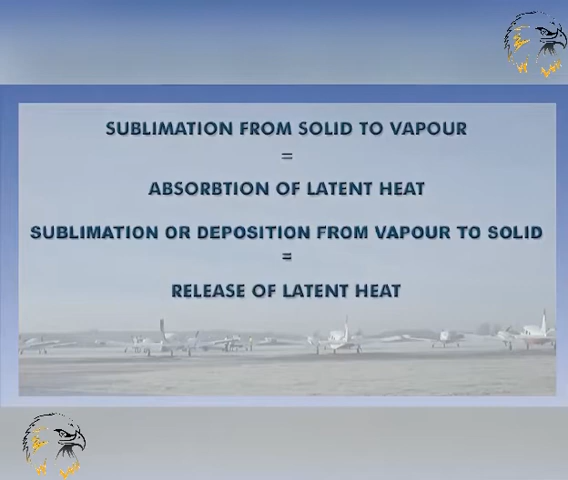 SUBLIMATION FROM SOLID TO VAPOUR
=
ABSORBTION OF LATENT HEAT
SUBLIMATION OR DEPOSITION FROM VAPOUR TO SOLID
=
RELEASE OF LATENT HEAT